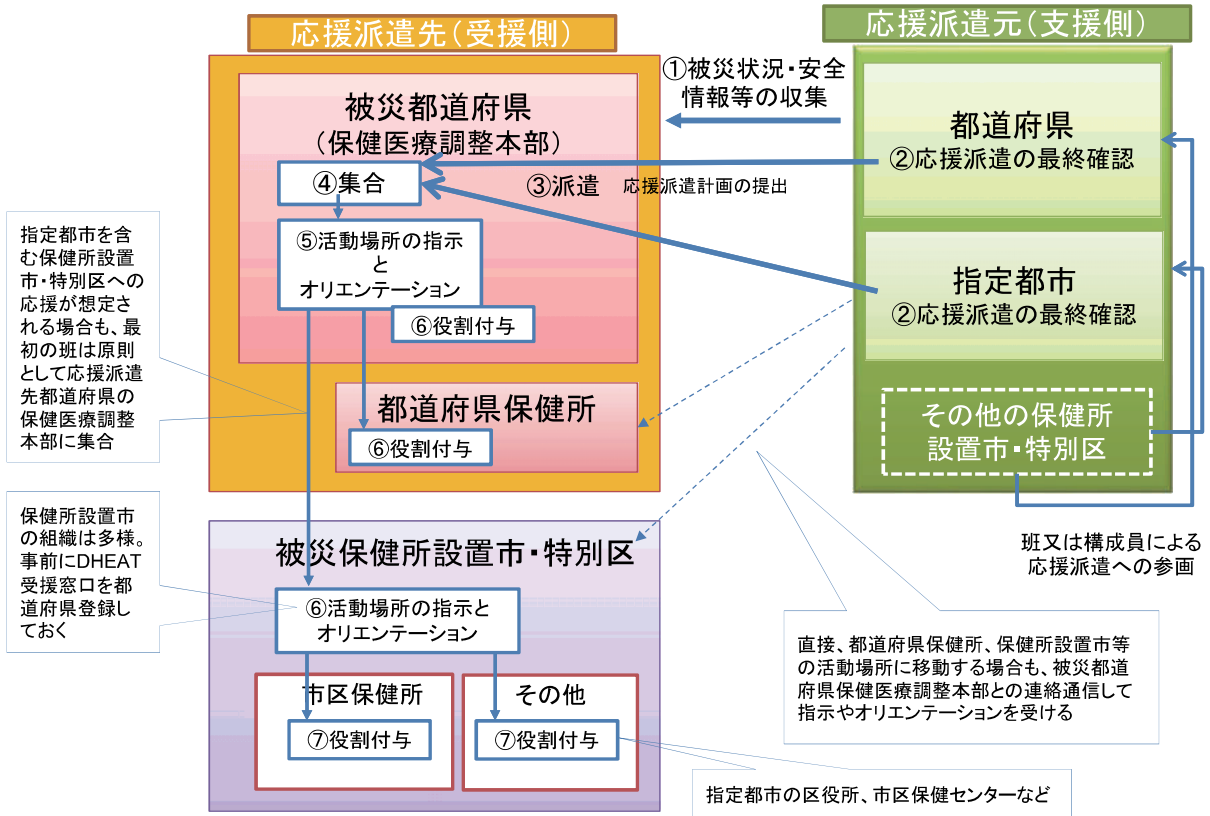 応援派遣先(受援側)
応援派遣元(支援側)
①被災状況・安全
情報等の収集
被災都道府県
(保健医療調整本部)
④集合
③派遣 応援派遣計画の提出
⑤活動場所の指示
と
オリエンテーション
⑥役割付与
都道府県保健所
⑥役割付与
都道府県
②応援派遣の最終確認
指定都市
②応援派遣の最終確認
その他の保健所
設置市・特別区
班又は構成員による
応援派遣への参画
指定都市を含
む保健所設置
市・特別区への
応援が想定さ
れる場合も、最
初の班は原則
として応援派遣
先都道府県の
保健医療調整
本部に集合
保健所設置市
の組織は多様。
事前にDHEAT
受援窓口を都
道府県登録し
ておく
被災保健所設置市・特別区
⑥活動場所の指示と
オリエンテーション
市区保健所
⑦役割付与
その他
⑦役割付与
直接、都道府県保健所、保健所設置市等
の活動場所に移動する場合も、被災都道
府県保健医療調整本部との連絡通信して
指示やオリエンテーションを受ける
指定都市の区役所、市区保健センターなど